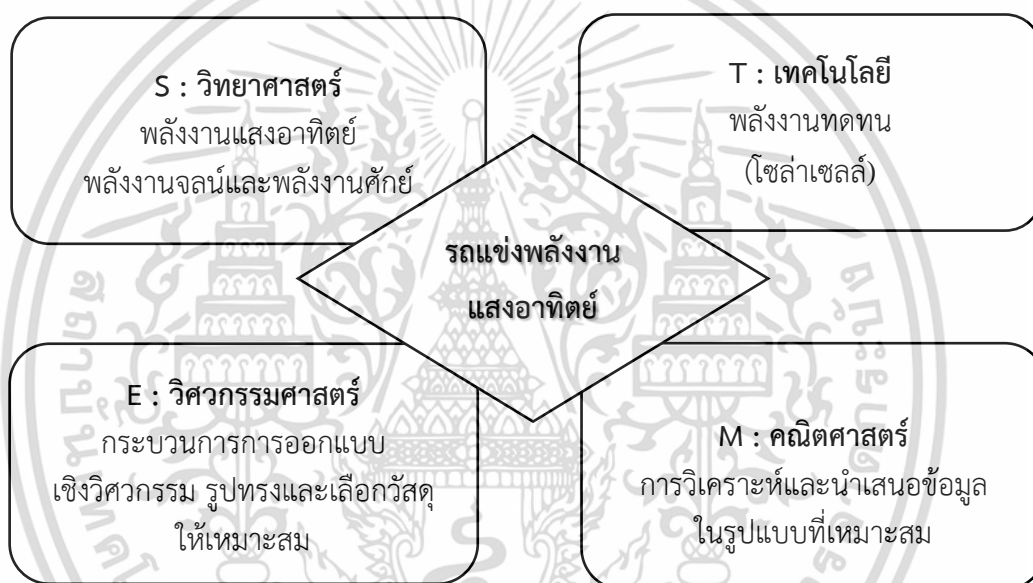 S : วิทยาศาสตร์
พลังงานแสงอาทิตย์
พลังงานจลน์และพลังงานศักย์
T : เทคโนโลยี
พลังงานทดทน
(โซล่าเซลล์)
รถแข่งพลังงาน
แสงอาทิตย์
E : วิศวกรรมศาสตร์
กระบวนการการออกแบบ
เชิงวิศวกรรม รูปทรงและเลือกวัสดุ
ให้เหมาะสม
M : คณิตศาสตร์
การวิเคราะห์และนำเสนอข้อมูล
ในรูปแบบที่เหมาะสม